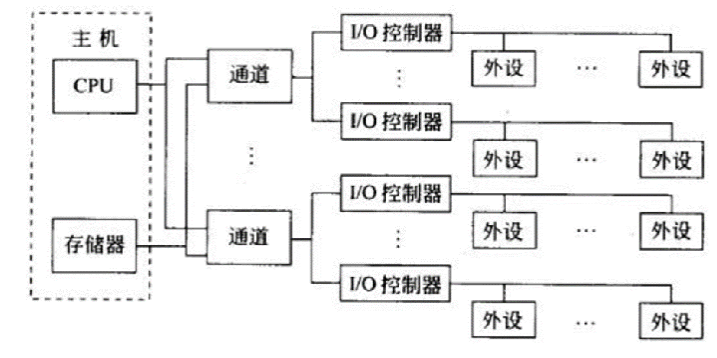 主 机
CPU
存储器
通道
⋮
通道
I/O 控制器
⋮
I/O 控制器
I/O 控制器
⋮
I/O 控制器
外设 … 外设
外设 … 外设
外设 … 外设
外设 … 外设